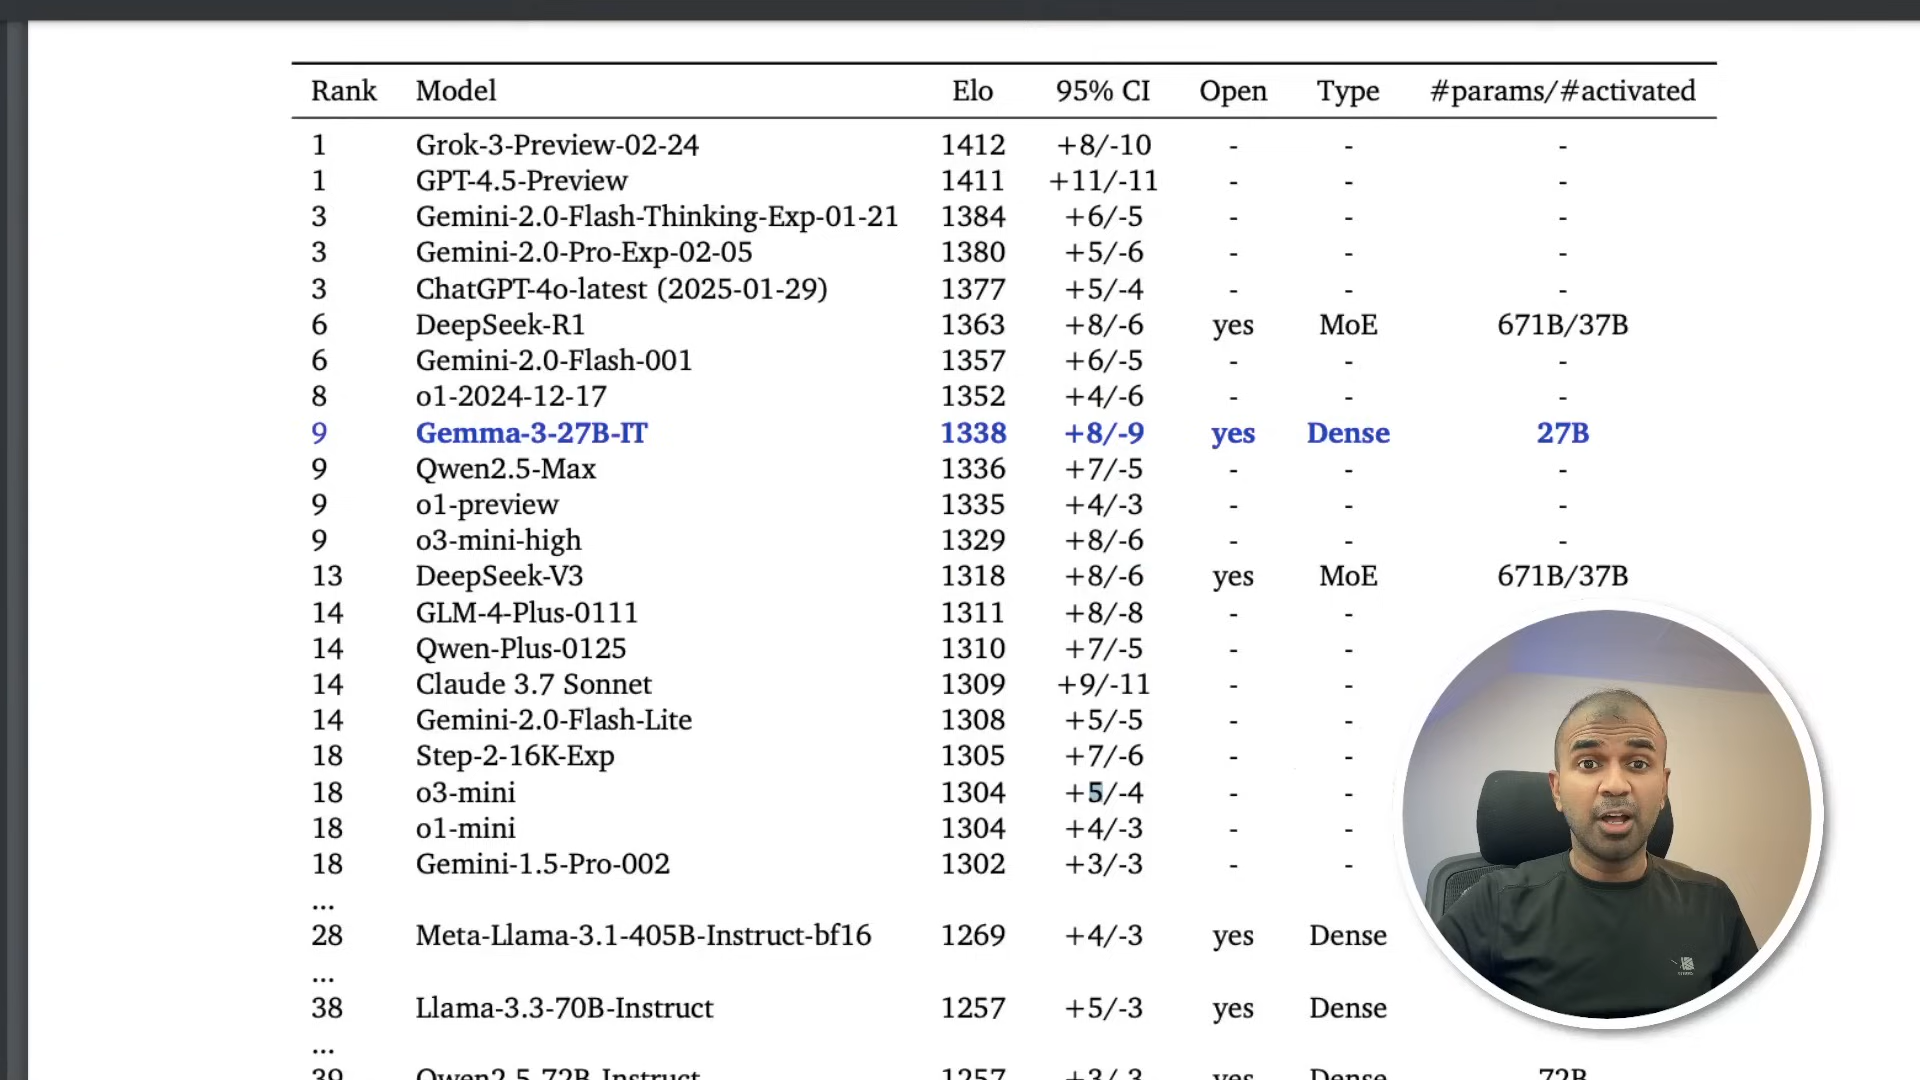 Rank Model Elo 95% CI Open Type #params/#activated
1 Grok-3-Preview-02-24 1412 +8/-10 - - -
1 GPT-4.5-Preview 1411 +11/-11 - - -
3 Gemini-2.0-Flash-Thinking-Exp-01-21 1384 +6/-5 - - -
3 Gemini-2.0-Pro-Exp-02-05 1380 +5/-6 - - -
3 ChatGPT-4o-latest (2025-01-29) 1377 +5/-4 - - -
6 DeepSeek-R1 1363 +8/-6 yes MoE 671B/37B
6 Gemini-2.0-Flash-001 1357 +6/-5 - - -
8 o1-2024-12-17 1352 +4/-6 - - -
9 Gemma-3-27B-IT 1338 +8/-9 yes Dense 27B
9 Qwen2.5-Max 1336 +7/-5 - - -
9 o1-preview 1335 +4/-3 - - -
9 o3-mini-high 1329 +8/-6 - - -
13 DeepSeek-V3 1318 +8/-6 yes MoE 671B/37B
14 GLM-4-Plus-0111 1311 +8/-8 - -
14 Qwen-Plus-0125 1310 +7/-5 - -
14 Claude 3.7 Sonnet 1309 +9/-11 - -
14 Gemini-2.0-Flash-Lite 1308 +5/-5 - -
18 Step-2-16K-Exp 1305 +7/-6 - -
18 o3-mini 1304 +5/-4 - -
18 o1-mini 1304 +4/-3 - -
18 Gemini-1.5-Pro-002 1302 +3/-3 - -
...
28 Meta-Llama-3.1-405B-Instruct-bf16 1269 +4/-3 yes Dense
...
38 Llama-3.3-70B-Instruct 1257 +5/-3 yes Dense
...
39 Qwen2.5-72B-Instruct 1257 +3/-3 yes Dense 72B